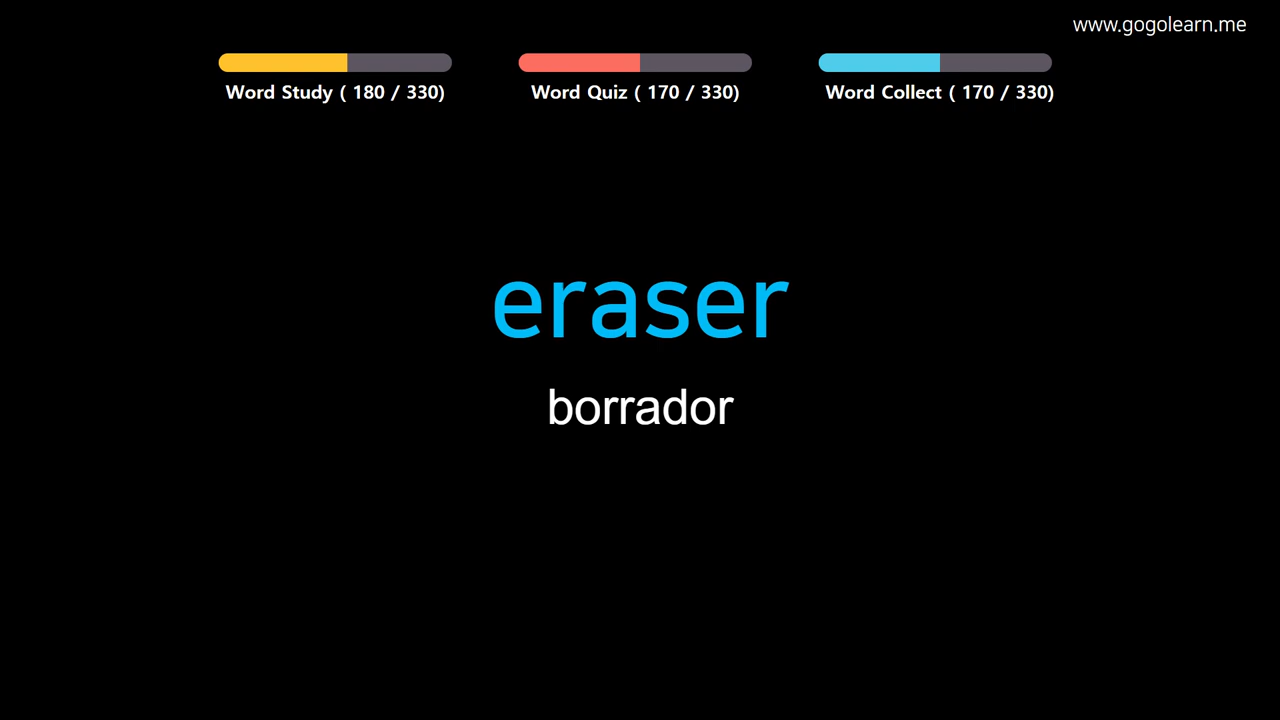 www.gogolearn.me
Word Study ( 180 / 330)
Word Quiz ( 170 / 330)
Word Collect ( 170 / 330)
eraser
borrador